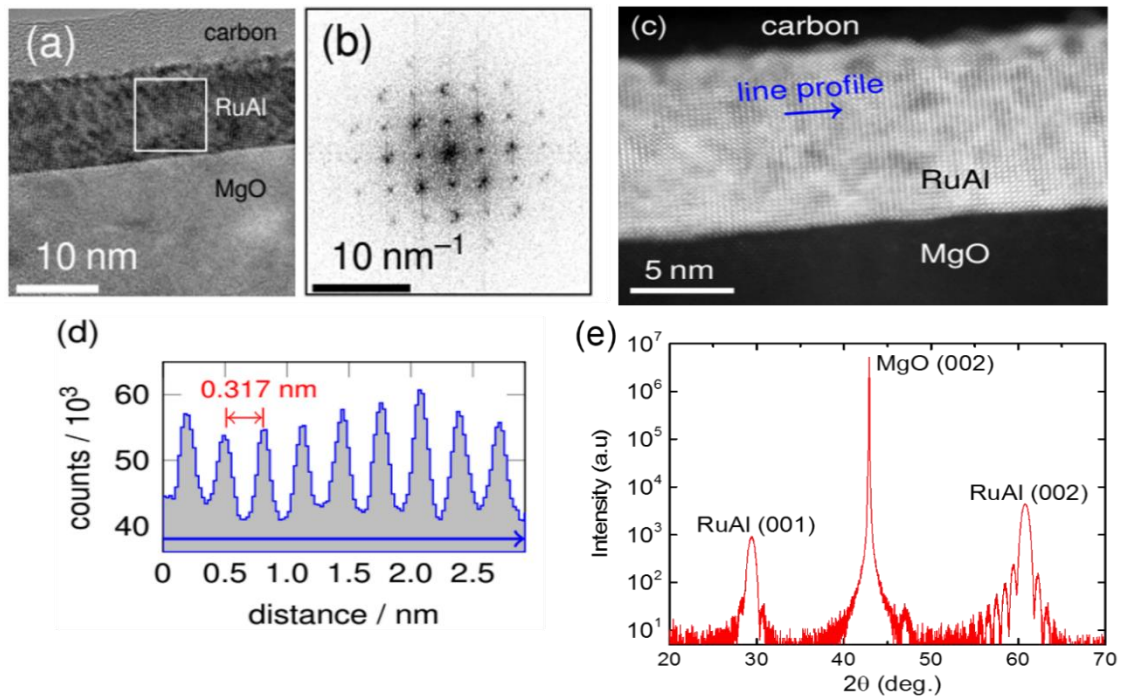 (a)
carbon
RuAl
MgO
10 nm
(b)
10 nm⁻¹
(c)
carbon
line profile
RuAl
MgO
5 nm
(d)
0.317 nm
counts / 10³
60
50
40
0 0.5 1.0 1.5 2.0 2.5
distance / nm
(e)
Intensity (a.u)
10⁷
10⁶
10⁵
10⁴
10³
10²
10¹
MgO (002)
RuAl (001)
RuAl (002)
20 30 40 50 60 70
2θ (deg.)